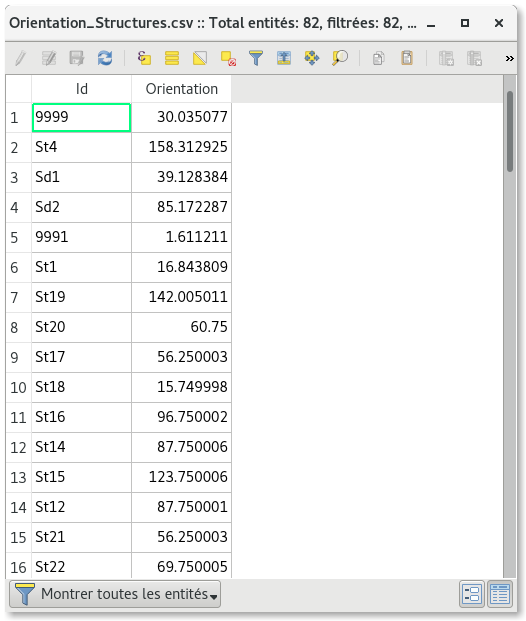 Orientation_Structures.csv :: Total entités: 82, filtrées: 82, ...
»
Id Orientation
1 9999 30.035077
2 St4 158.312925
3 Sd1 39.128384
4 Sd2 85.172287
5 9991 1.611211
6 St1 16.843809
7 St19 142.005011
8 St20 60.75
9 St17 56.250003
10 St18 15.749998
11 St16 96.750002
12 St14 87.750006
13 St15 123.750006
14 St12 87.750001
15 St21 56.250003
16 St22 69.750005
Montrer toutes les entités